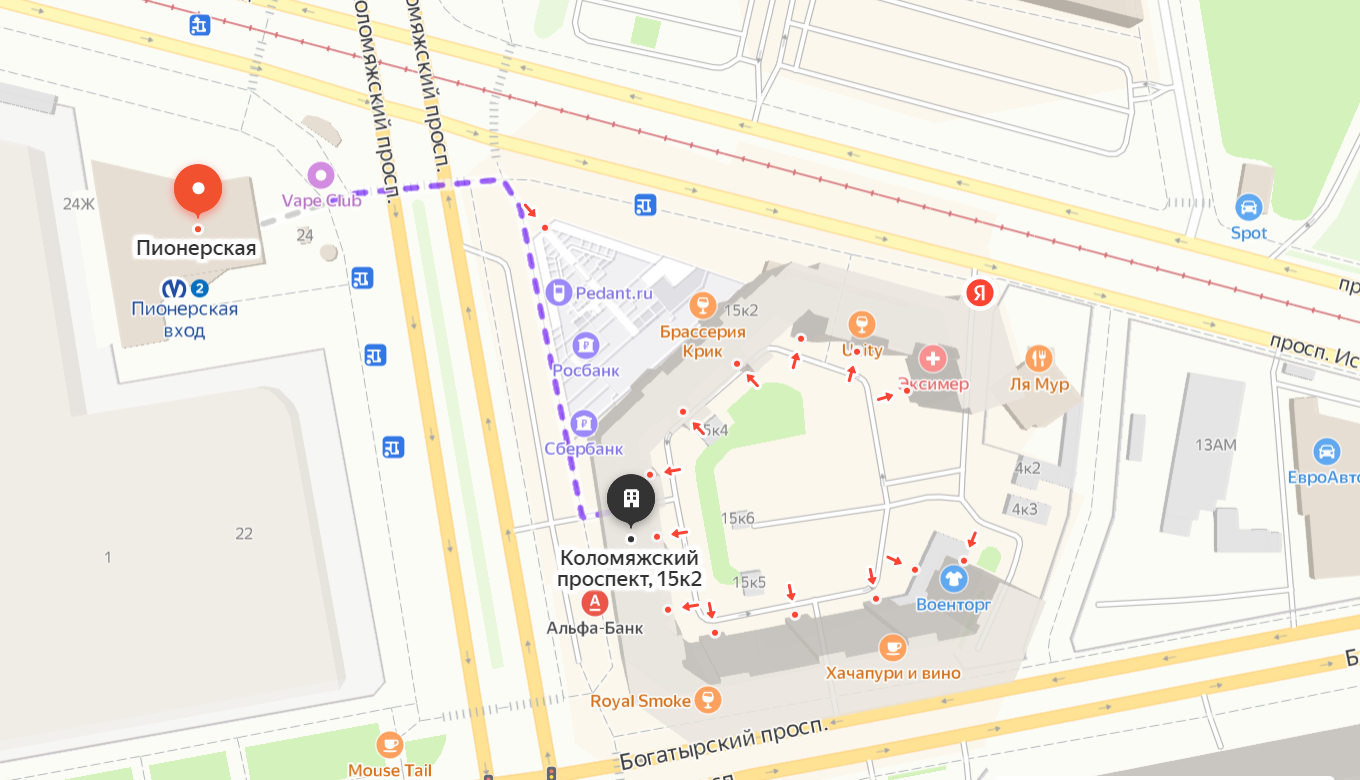 Коломяжский просп.
Коломяжский просп.
24Ж
Vape Club
24
Пионерская
2
Пионерская
вход
Spot
Pedant.ru
15к2
Брассерия
Крик
Unity
Я
просп. Ис
пр
Эксимер
Ля Мур
Росбанк
Сбербанк
15к4
13АМ
ЕвроАвто
4к2
4к3
15к6
22
1
Коломяжский
проспект, 15к2
15к5
А
Альфа-Банк
Военторг
Хачапури и вино
Royal Smoke
Богатырский просп.
Б
Mouse Tail
сп.